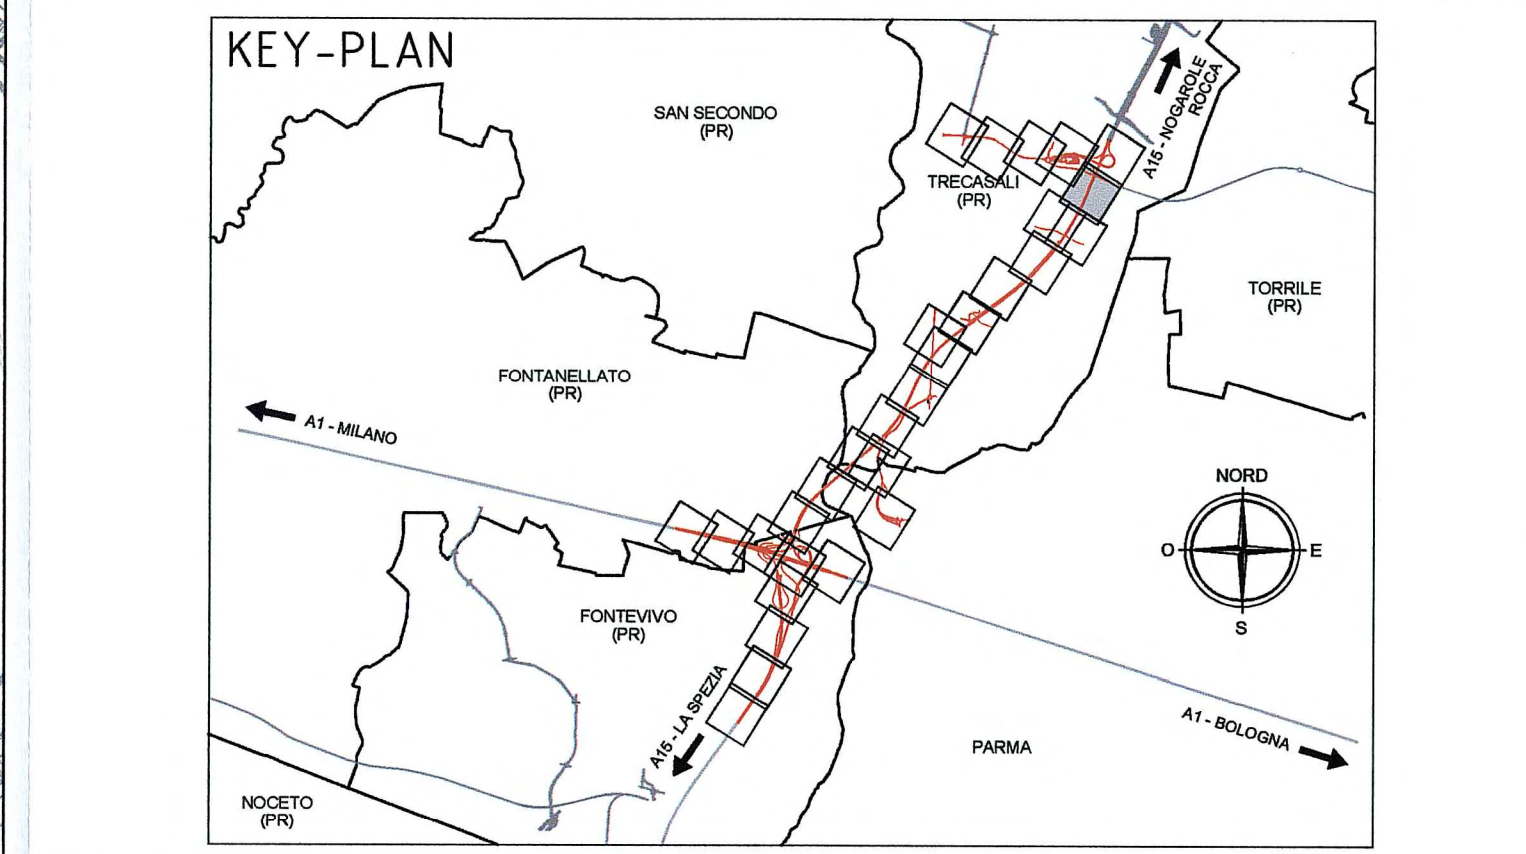 KEY-PLAN
SAN SECONDO
(PR)
A15 - NOGAROLE
ROCCA
TRECASALI
(PR)
TORRILE
(PR)
FONTANELLATO
(PR)
A1 - MILANO
NORD
O
E
S
FONTEVIVO
(PR)
A15 - LA SPEZIA
A1 - BOLOGNA
PARMA
NOCETO
(PR)